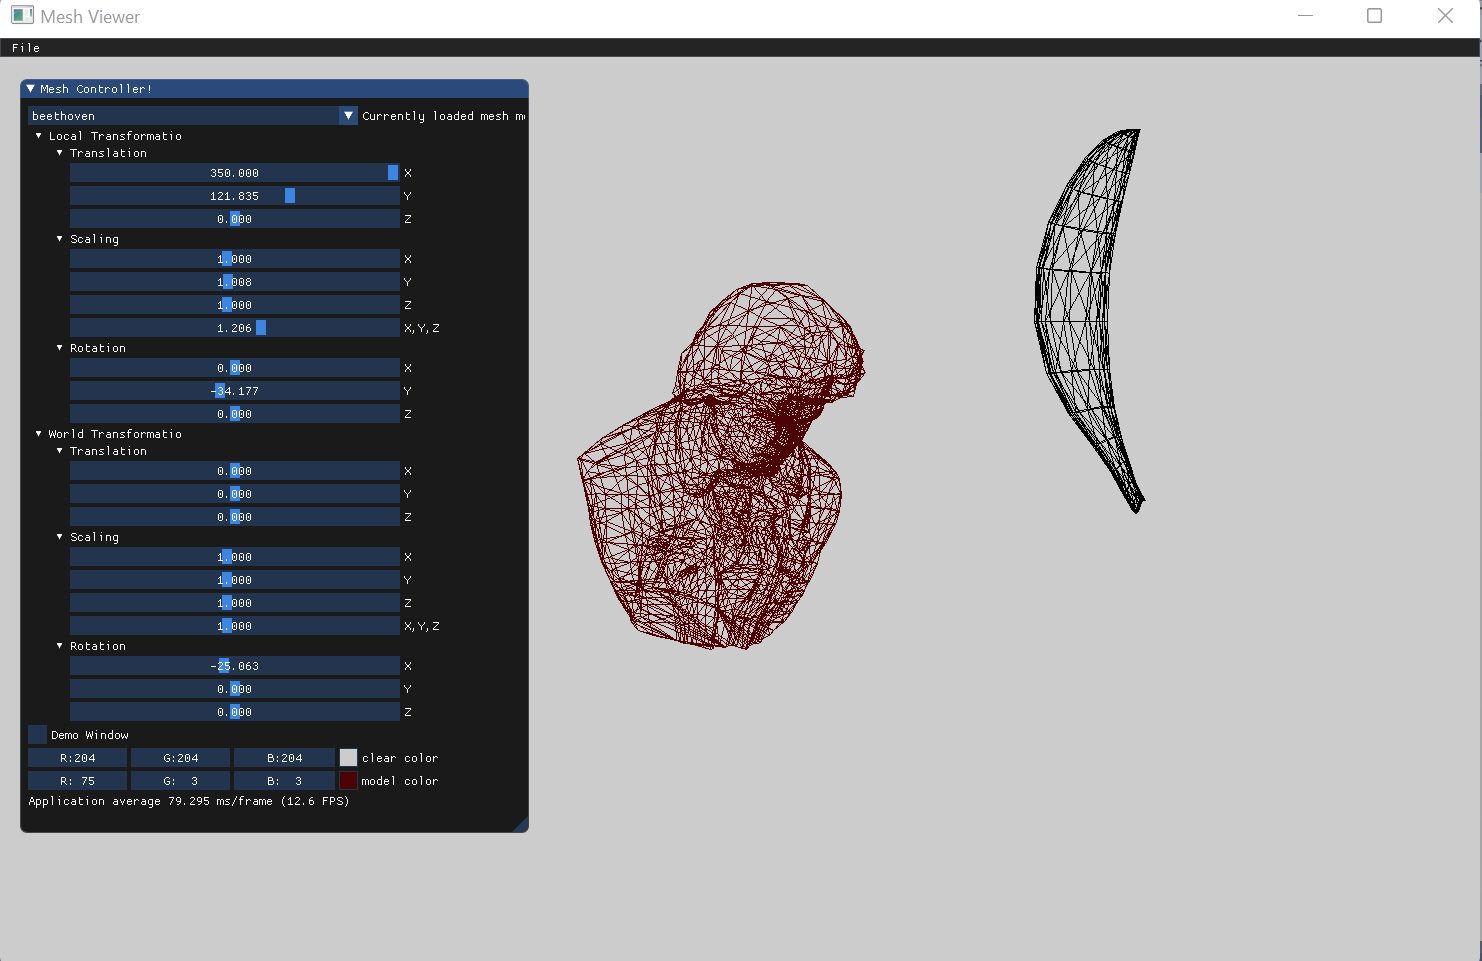 Mesh Viewer
File
Mesh Controller!
beethoven Currently loaded mesh
Local Transformatio
Translation
350.000 X
121.835 Y
0.000 Z
Scaling
1.000 X
1.008 Y
1.000 Z
1.206 X,Y,Z
Rotation
0.000 X
-34.177 Y
0.000 Z
World Transformatio
Translation
0.000 X
0.000 Y
0.000 Z
Scaling
1.000 X
1.000 Y
1.000 Z
1.000 X,Y,Z
Rotation
-25.063 X
0.000 Y
0.000 Z
Demo Window
R:204 G:204 B:204 clear color
R: 75 G: 3 B: 3 model color
Application average 79.295 ms/frame (12.6 FPS)